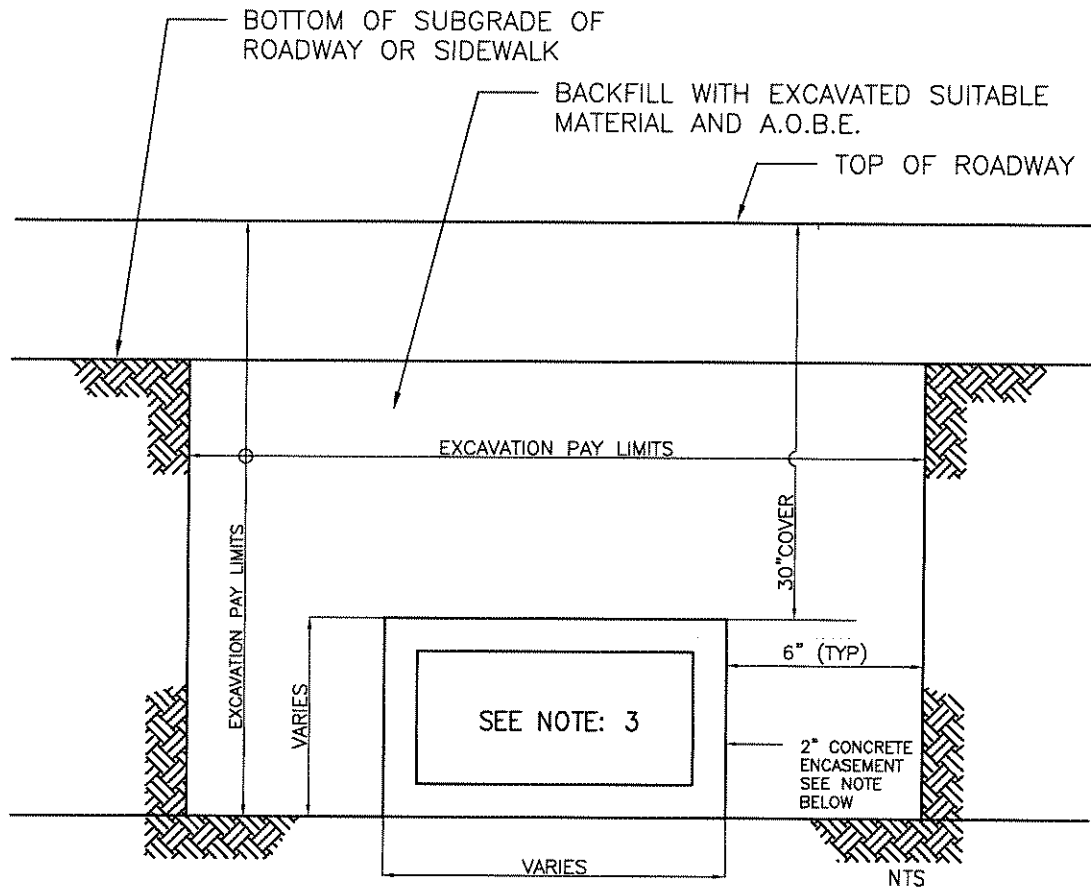 BOTTOM OF SUBGRADE OF
ROADWAY OR SIDEWALK
BACKFILL WITH EXCAVATED SUITABLE
MATERIAL AND A.O.B.E.
TOP OF ROADWAY
EXCAVATION PAY LIMITS
EXCAVATION PAY LIMITS
30"COVER
VARIES
6" (TYP)
SEE NOTE: 3
2" CONCRETE
ENCASEMENT
SEE NOTE
BELOW
VARIES
NTS